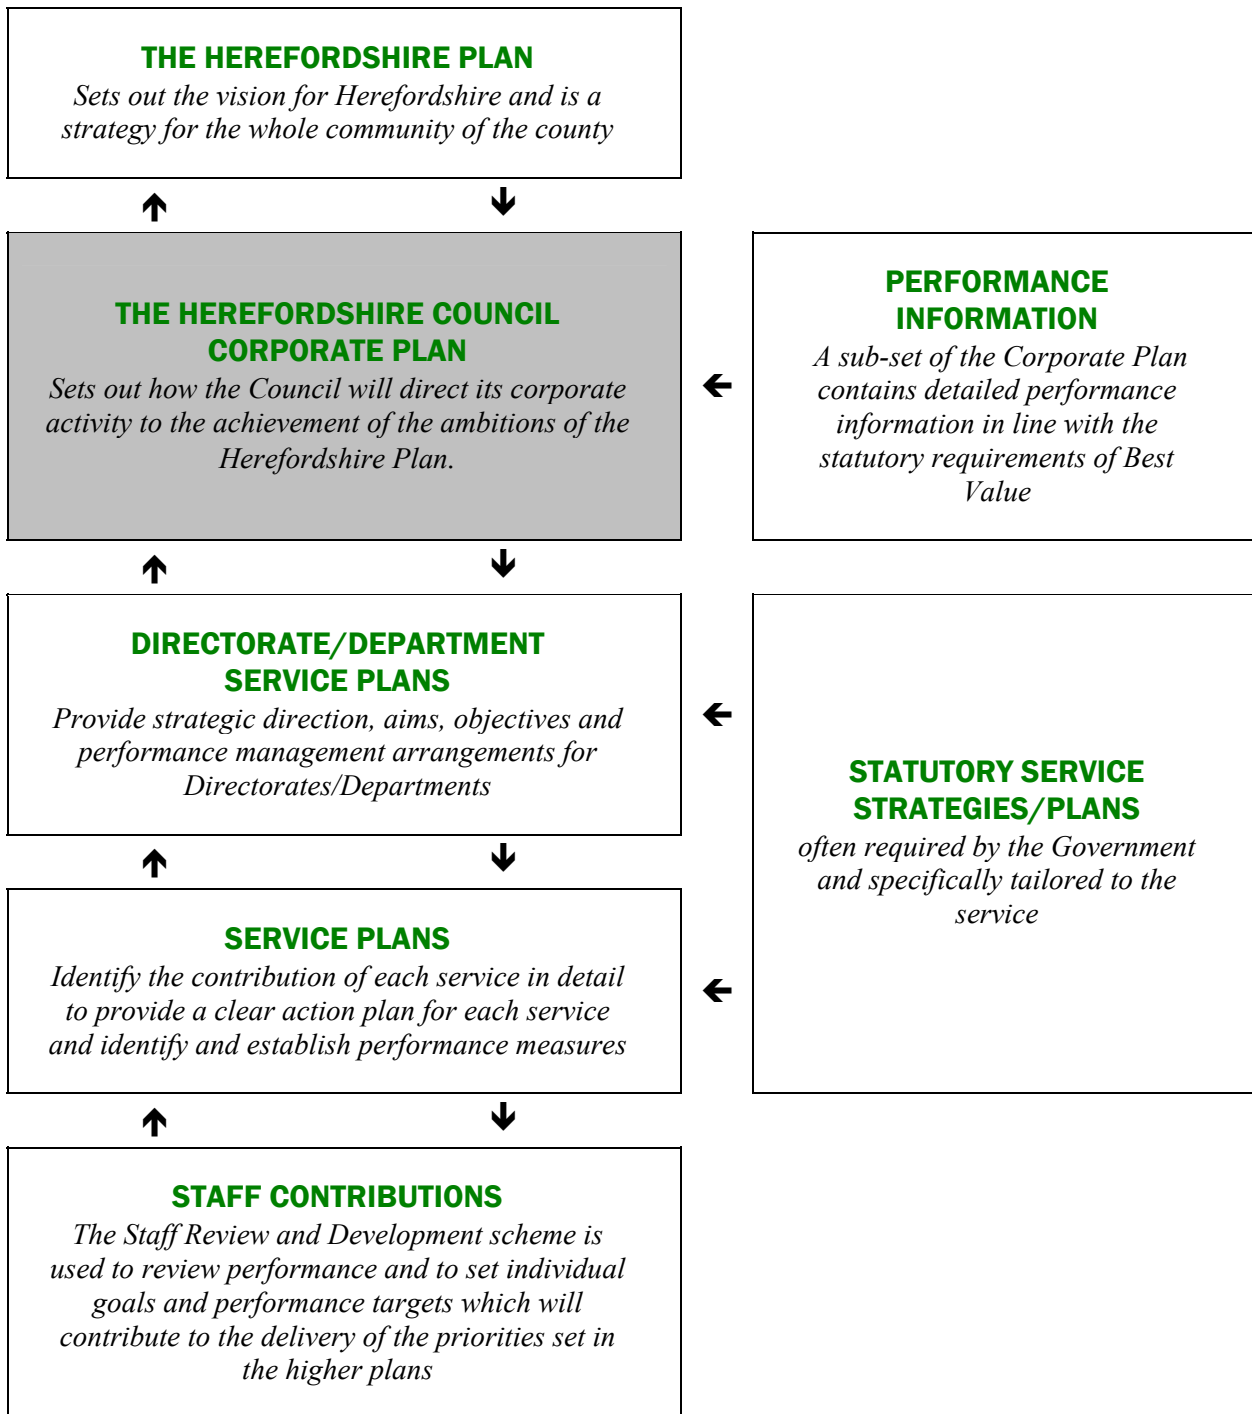 THE HEREFORDSHIRE PLAN
Sets out the vision for Herefordshire and is a
strategy for the whole community of the county
THE HEREFORDSHIRE COUNCIL
CORPORATE PLAN
Sets out how the Council will direct its corporate
activity to the achievement of the ambitions of the
Herefordshire Plan.
PERFORMANCE
INFORMATION
A sub-set of the Corporate Plan
contains detailed performance
information in line with the
statutory requirements of Best
Value
DIRECTORATE/DEPARTMENT
SERVICE PLANS
Provide strategic direction, aims, objectives and
performance management arrangements for
Directorates/Departments
STATUTORY SERVICE
STRATEGIES/PLANS
often required by the Government
and specifically tailored to the
service
SERVICE PLANS
Identify the contribution of each service in detail
to provide a clear action plan for each service
and identify and establish performance measures
STAFF CONTRIBUTIONS
The Staff Review and Development scheme is
used to review performance and to set individual
goals and performance targets which will
contribute to the delivery of the priorities set in
the higher plans